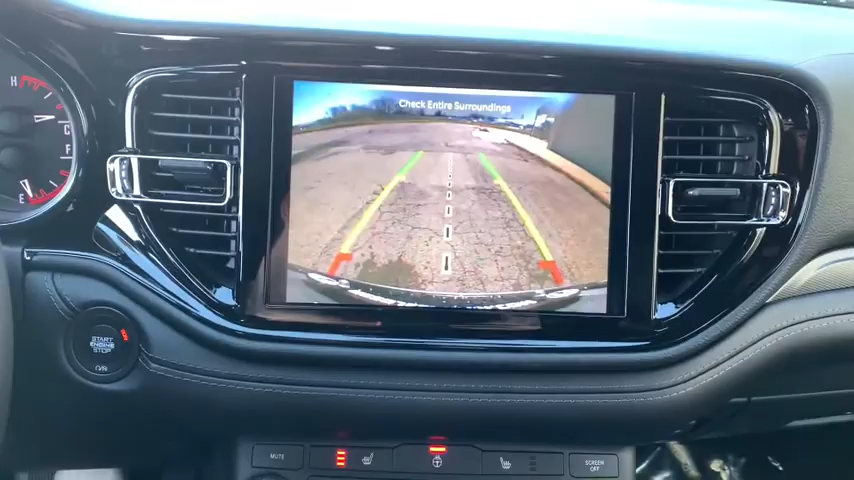 Check Entire Surroundings
H
C
F
START
ENGINE
STOP
MUTE
SCREEN
OFF